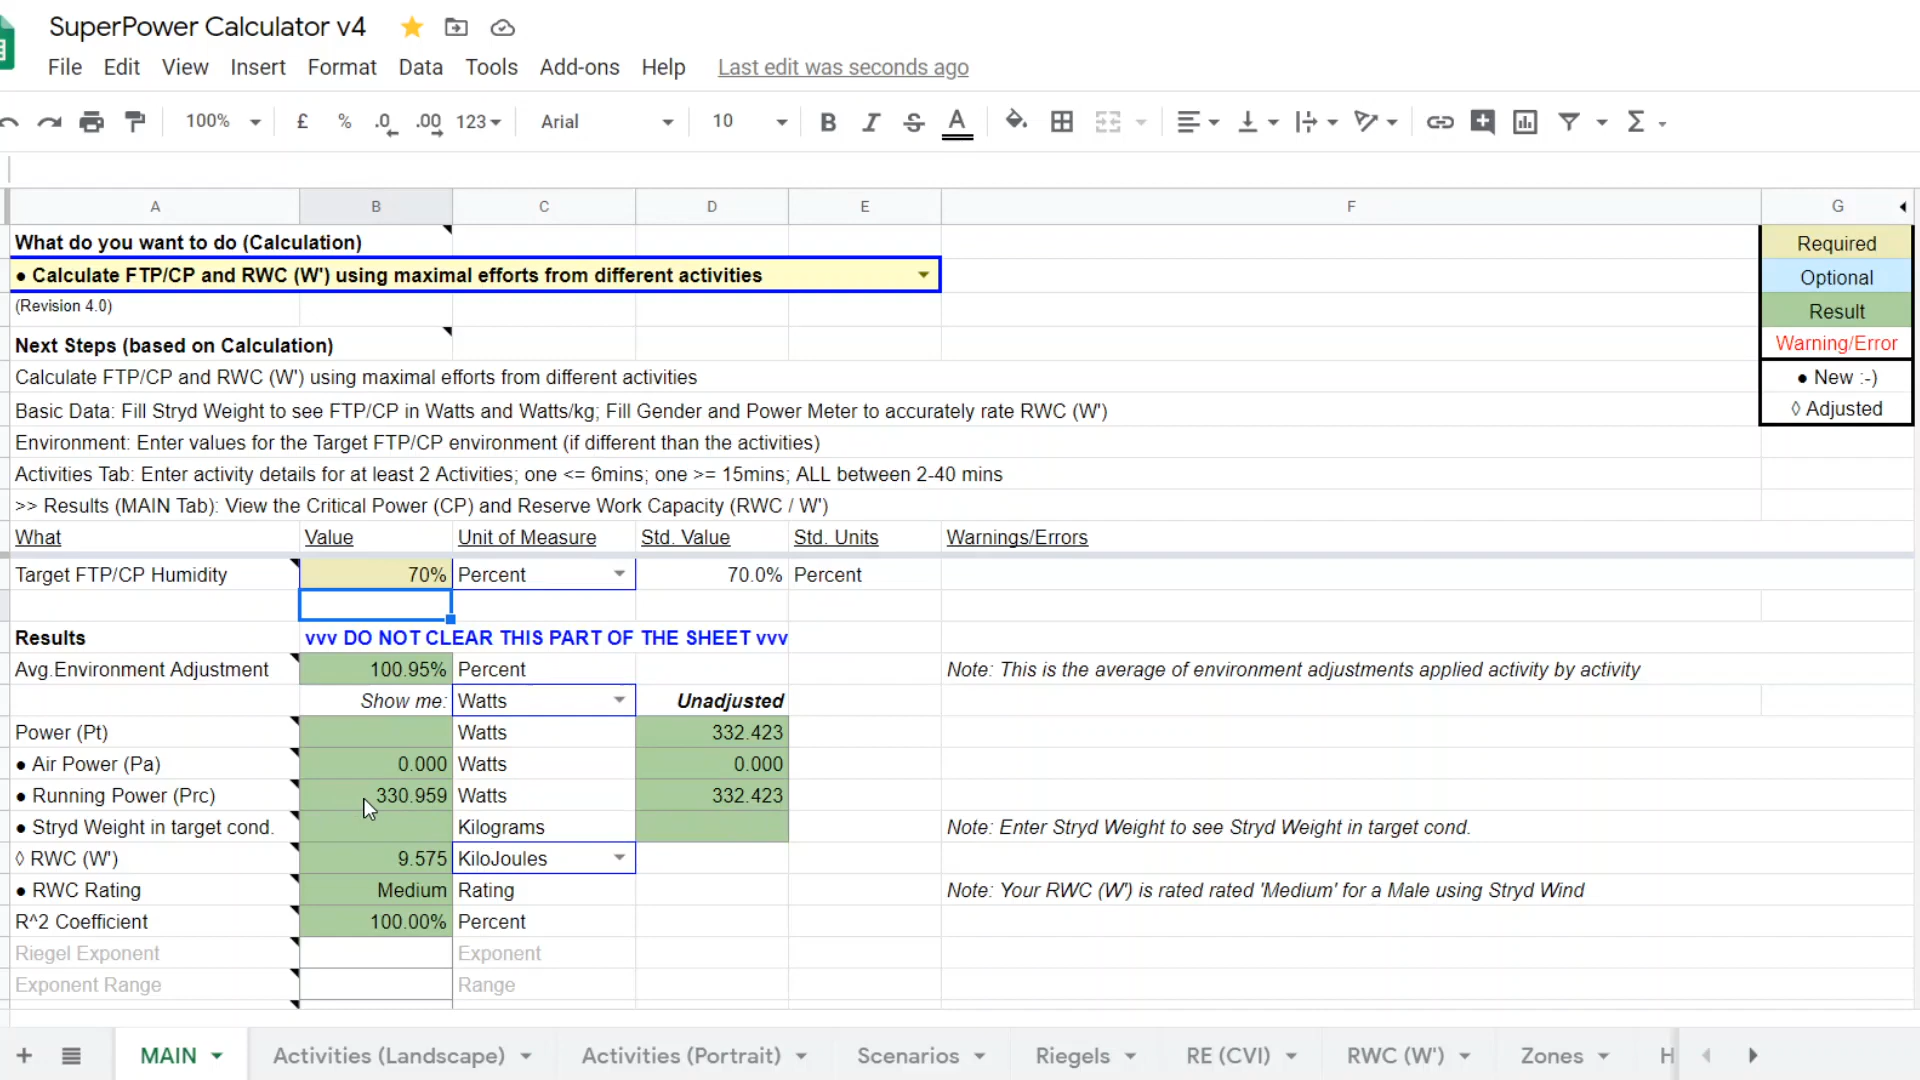 SuperPower Calculator v4
File Edit View Insert Format Data Tools Add-ons Help Last edit was seconds ago
100% £ % .0 .00 123 Arial 10 B I S A Σ
A B C D E F G
What do you want to do (Calculation) Required
● Calculate FTP/CP and RWC (W') using maximal efforts from different activities Optional
(Revision 4.0) Result
Next Steps (based on Calculation) Warning/Error
Calculate FTP/CP and RWC (W') using maximal efforts from different activities ● New :-)
Basic Data: Fill Stryd Weight to see FTP/CP in Watts and Watts/kg; Fill Gender and Power Meter to accurately rate RWC (W') ◊ Adjusted
Environment: Enter values for the Target FTP/CP environment (if different than the activities)
Activities Tab: Enter activity details for at least 2 Activities; one <= 6mins; one >= 15mins; ALL between 2-40 mins
>> Results (MAIN Tab): View the Critical Power (CP) and Reserve Work Capacity (RWC / W')
What Value Unit of Measure Std. Value Std. Units Warnings/Errors
Target FTP/CP Humidity 70% Percent 70.0% Percent
Results vvv DO NOT CLEAR THIS PART OF THE SHEET vvv
Avg.Environment Adjustment 100.95% Percent Note: This is the average of environment adjustments applied activity by activity
Show me: Watts Unadjusted
Power (Pt) Watts 332.423
● Air Power (Pa) 0.000 Watts 0.000
● Running Power (Prc) 330.959 Watts 332.423
● Stryd Weight in target cond. Kilograms Note: Enter Stryd Weight to see Stryd Weight in target cond.
◊ RWC (W') 9.575 KiloJoules
● RWC Rating Medium Rating Note: Your RWC (W') is rated rated 'Medium' for a Male using Stryd Wind
R^2 Coefficient 100.00% Percent
Riegel Exponent Exponent
Exponent Range Range
+ MAIN Activities (Landscape) Activities (Portrait) Scenarios Riegels RE (CVI) RWC (W') Zones H